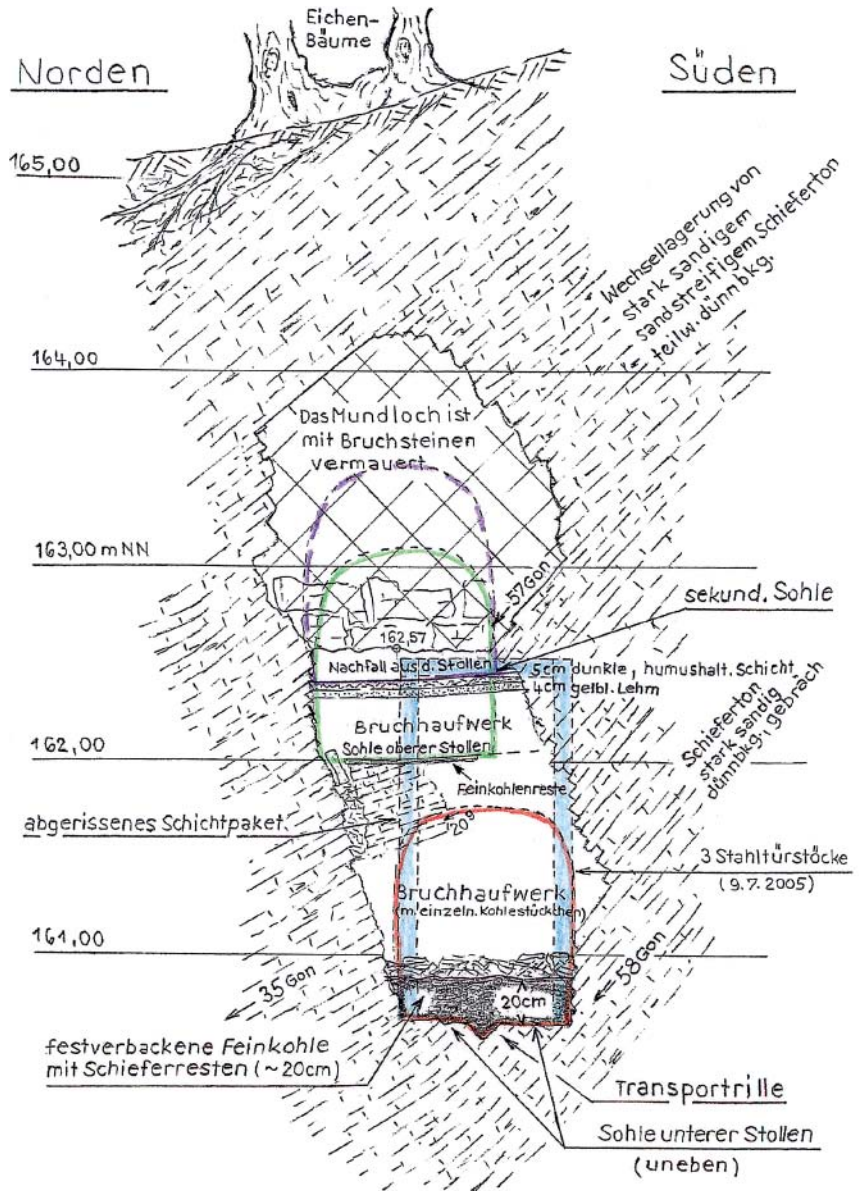 Eichen-
Bäume
Norden
Süden
165,00
Wechsellagerung von
stark sandigem
sandstreifigem Schieferton
teilw. dünnbkg.
164,00
Das Mundloch ist
mit Bruchsteinen
vermauert
163,00 m NN
57 Gon
sekund. Sohle
162,57
Nachfall aus d. Stollen
5cm dunkle, humushalt. Schicht
4cm gelbl. Lehm
Bruchhaufwerk
Sohle oberer Stollen
Schieferton
stark sandig
dünnbkg., gebräch
162,00
Feinkohlenreste
abgerissenes Schichtpaket
20g
3 Stahltürstöcke
(9.7.2005)
Bruchhaufwerk
(m. einzeln. Kohlestückchen)
161,00
35 Gon
58 Gon
20cm
festverbackene Feinkohle
mit Schieferresten (~20cm)
Transportrille
Sohle unterer Stollen
(uneben)